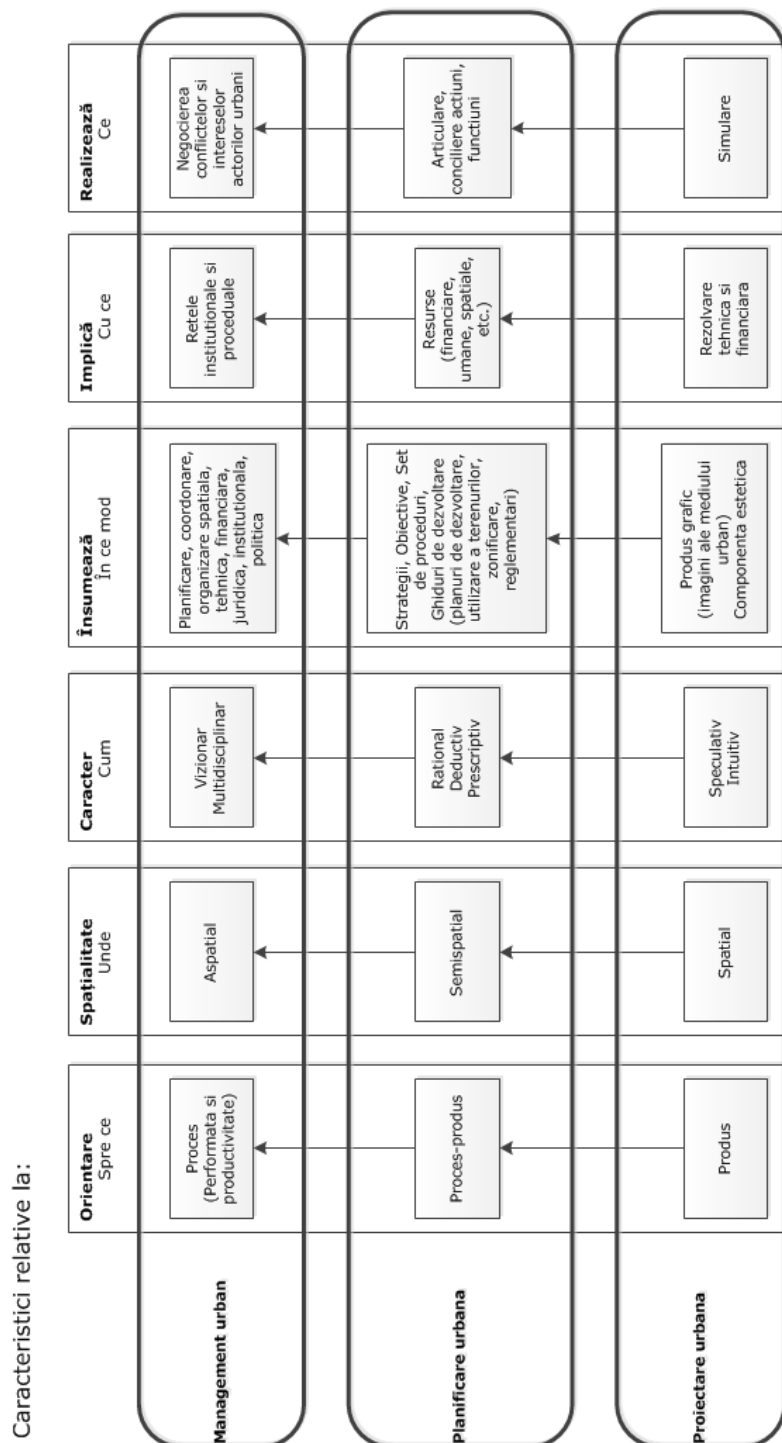 Caracteristici relative la:
Orientare
Spre ce
Spațialitate
Unde
Caracter
Cum
Însumează
În ce mod
Implică
Cu ce
Realizează
Ce
Management urban
Proces
(Performata si
productivitate)
Aspatial
Vizionar
Multidisciplinar
Planificare, coordonare,
organizare spatiala,
tehnica, financiara,
juridica, institutionala,
politica
Retele
institutionale si
proceduale
Negocierea
conflictelor si
intereselor
actorilor urbani
Planificare urbana
Proces-produs
Semispatial
Rational
Deductiv
Prescriptiv
Strategii, Obiective, Set
de proceduri,
Ghiduri de dezvoltare
(planuri de dezvoltare,
utilizare a terenurilor,
zonificare,
reglementari)
Resurse
(financiare,
umane, spatiale,
etc.)
Articulare,
conciliere actiuni,
functiuni
Proiectare urbana
Produs
Spatial
Speculativ
Intuitiv
Produs grafic
(imagini ale mediului
urban)
Componenta estetica
Rezolvare
tehnica si
financiara
Simulare